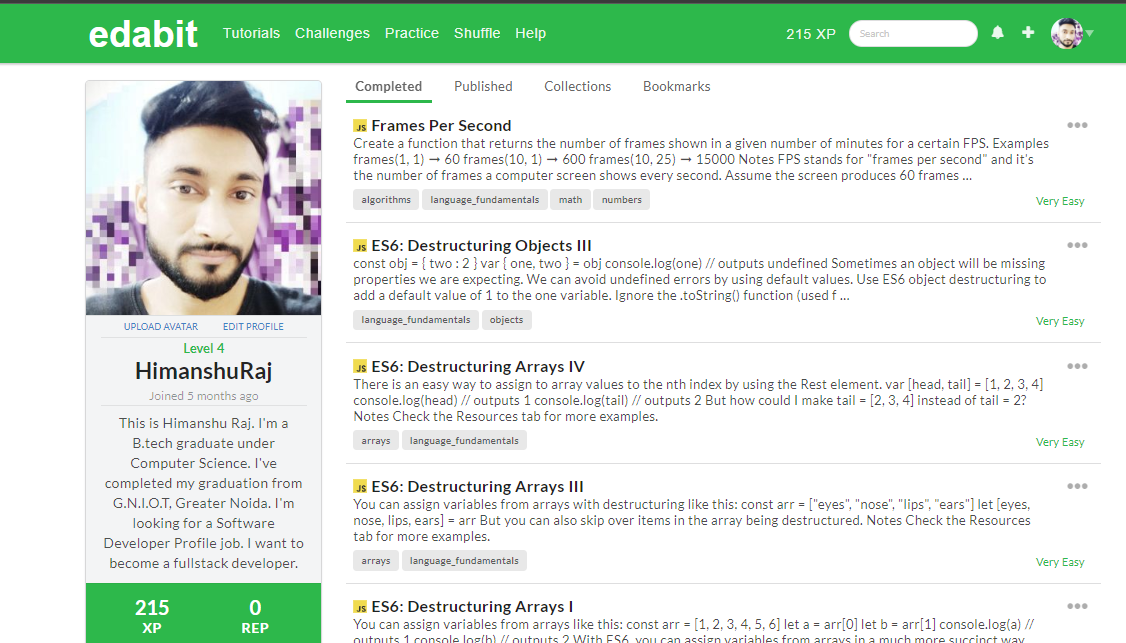 edabit
Tutorials Challenges Practice Shuffle Help
215 XP
Search
UPLOAD AVATAR EDIT PROFILE
Level 4
HimanshuRaj
Joined 5 months ago
This is Himanshu Raj. I'm a
B.tech graduate under
Computer Science. I've
completed my graduation from
G.N.I.O.T, Greater Noida. I'm
looking for a Software
Developer Profile job. I want to
become a fullstack developer.
215 0
XP REP
Completed Published Collections Bookmarks
JS Frames Per Second
Create a function that returns the number of frames shown in a given number of minutes for a certain FPS. Examples
frames(1, 1) → 60 frames(10, 1) → 600 frames(10, 25) → 15000 Notes FPS stands for "frames per second" and it's
the number of frames a computer screen shows every second. Assume the screen produces 60 frames ...
algorithms language_fundamentals math numbers
Very Easy
JS ES6: Destructuring Objects III
const obj = { two : 2 } var { one, two } = obj console.log(one) // outputs undefined Sometimes an object will be missing
properties we are expecting. We can avoid undefined errors by using default values. Use ES6 object destructuring to
add a default value of 1 to the one variable. Ignore the .toString() function (used f ...
language_fundamentals objects
Very Easy
JS ES6: Destructuring Arrays IV
There is an easy way to assign to array values to the nth index by using the Rest element. var [head, tail] = [1, 2, 3, 4]
console.log(head) // outputs 1 console.log(tail) // outputs 2 But how could I make tail = [2, 3, 4] instead of tail = 2?
Notes Check the Resources tab for more examples.
arrays language_fundamentals
Very Easy
JS ES6: Destructuring Arrays III
You can assign variables from arrays with destructuring like this: const arr = ["eyes", "nose", "lips", "ears"] let [eyes,
nose, lips, ears] = arr But you can also skip over items in the array being destructured. Notes Check the Resources
tab for more examples.
arrays language_fundamentals
Very Easy
JS ES6: Destructuring Arrays I
You can assign variables from arrays like this: const arr = [1, 2, 3, 4, 5, 6] let a = arr[0] let b = arr[1] console.log(a) //
outputs 1 console.log(b) // outputs 2 With ES6, you can assign variables from arrays in a much more succinct way.